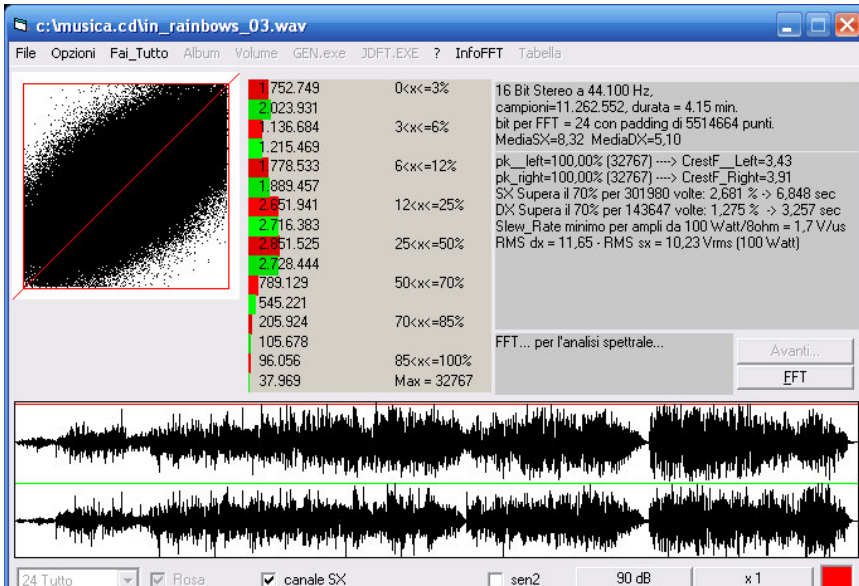 c:\musica.cd\in_rainbows_03.wav
File Opzioni Fai_Tutto Album Volume GEN.exe JDFT.EXE ? InfoFFT Tabella
1.752.749 0<x<=3%
2.023.931
1.136.684 3<x<=6%
1.215.469
1.778.533 6<x<=12%
1.889.457
2.651.941 12<x<=25%
2.716.383
2.851.525 25<x<=50%
2.728.444
789.129 50<x<=70%
545.221
205.924 70<x<=85%
105.678
96.056 85<x<=100%
37.969 Max = 32767
16 Bit Stereo a 44.100 Hz,
campioni=11.262.552, durata = 4.15 min.
bit per FFT = 24 con padding di 5514664 punti.
MediaSX=8,32 MediaDX=5,10
pk__left=100,00% (32767) ----> CrestF__Left=3,43
pk_right=100,00% (32767) ----> CrestF_Right=3,91
SX Supera il 70% per 301980 volte: 2,681 % -> 6,848 sec
DX Supera il 70% per 143647 volte: 1,275 % -> 3,257 sec
Slew_Rate minimo per ampli da 100 Watt/8ohm = 1,7 V/us
RMS dx = 11,65 - RMS sx = 10,23 Vrms (100 Watt)
FFT... per l'analisi spettrale...
Avanti...
FFT
24 Tutto Rosa canale SX sen2 90 dB x 1